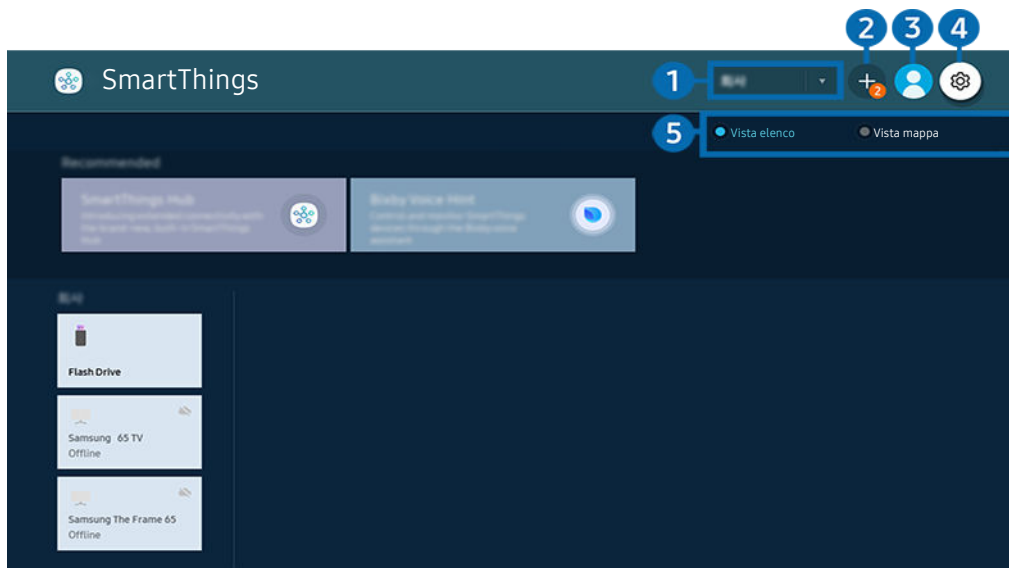 2 3 4
SmartThings
1
2
5
Vista elenco
Vista mappa
Recommended
SmartThings Hub
Bixby Voice Hint
Flash Drive
Samsung 65 TV
Offline
Samsung The Frame 65
Offline